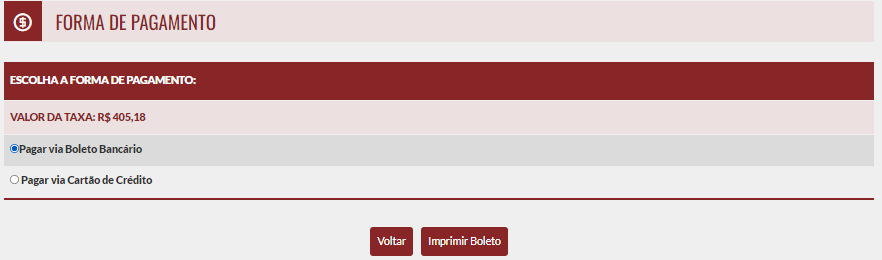 FORMA DE PAGAMENTO
ESCOLHA A FORMA DE PAGAMENTO:
VALOR DA TAXA: R$ 405,18
Pagar via Boleto Bancário
Pagar via Cartão de Crédito
Voltar Imprimir Boleto